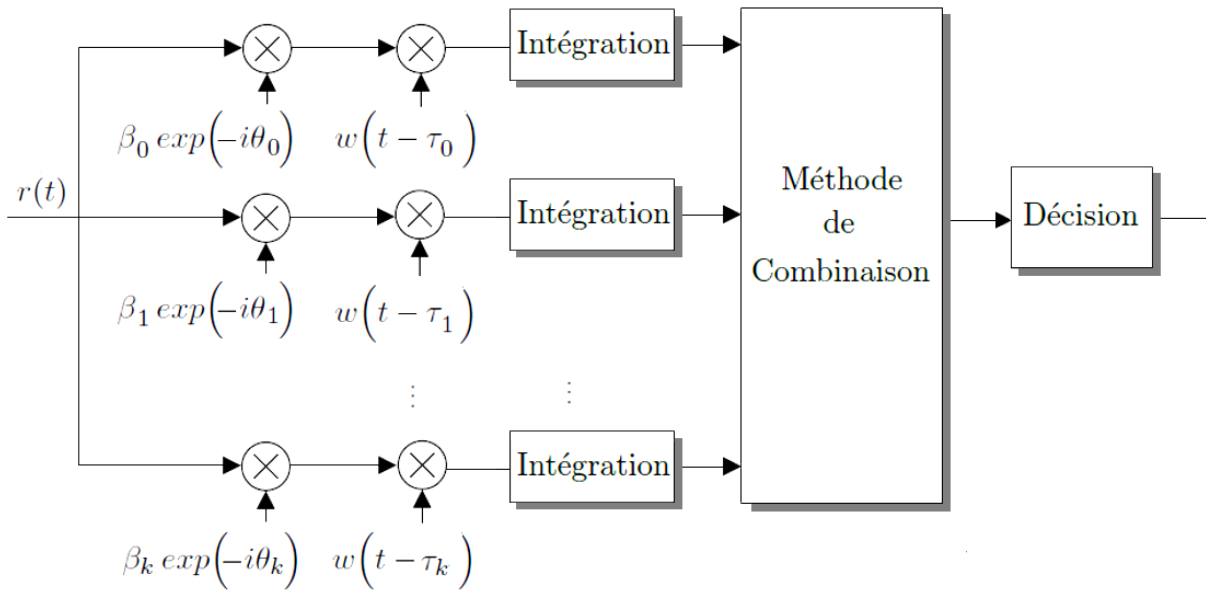 Intégration
β₀ exp(−iθ₀)
w(t − τ₀)
r(t)
Intégration
β₁ exp(−iθ₁)
w(t − τ₁)
⋮
⋮
Intégration
βₖ exp(−iθₖ)
w(t − τₖ)
Méthode
de
Combinaison
Décision